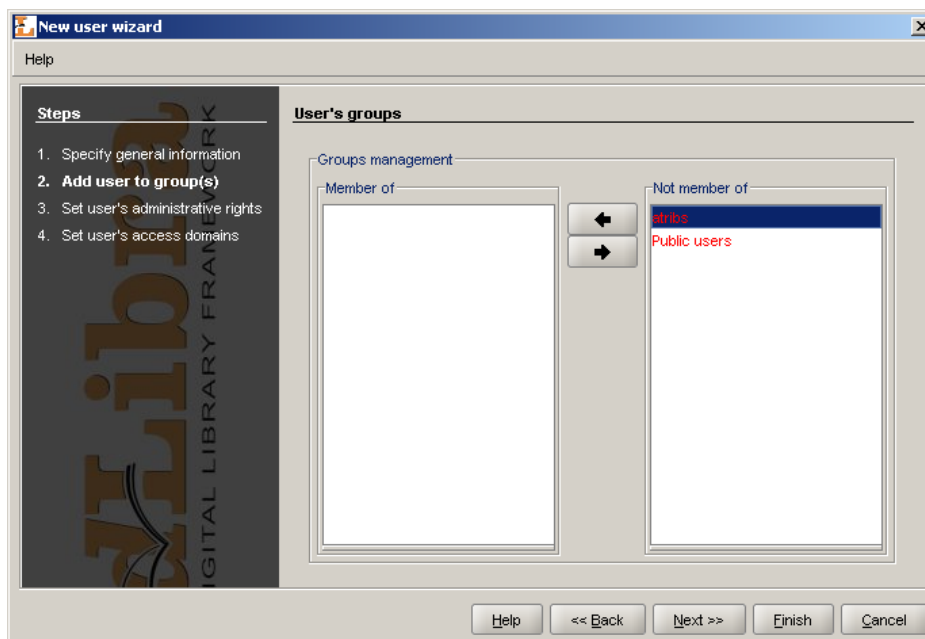 New user wizard
Help
Steps
1. Specify general information
2. Add user to group(s)
3. Set user's administrative rights
4. Set user's access domains
dLibra
DIGITAL LIBRARY FRAMEWORK
User's groups
Groups management
Member of
Not member of
atribs
Public users
Help
<< Back
Next >>
Finish
Cancel